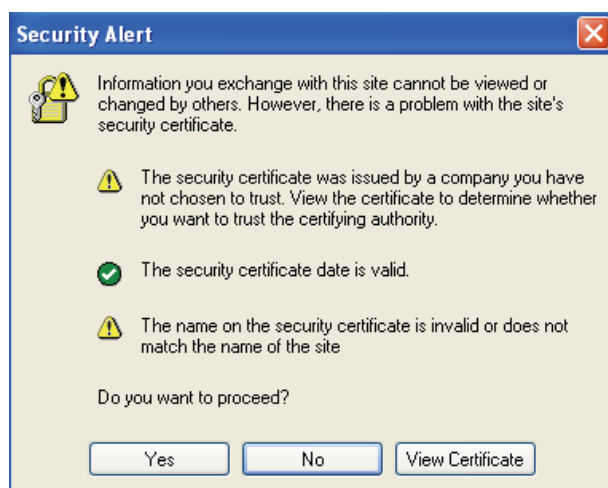 Security Alert
Information you exchange with this site cannot be viewed or
changed by others. However, there is a problem with the site's
security certificate.
The security certificate was issued by a company you have
not chosen to trust. View the certificate to determine whether
you want to trust the certifying authority.
The security certificate date is valid.
The name on the security certificate is invalid or does not
match the name of the site
Do you want to proceed?
Yes No View Certificate